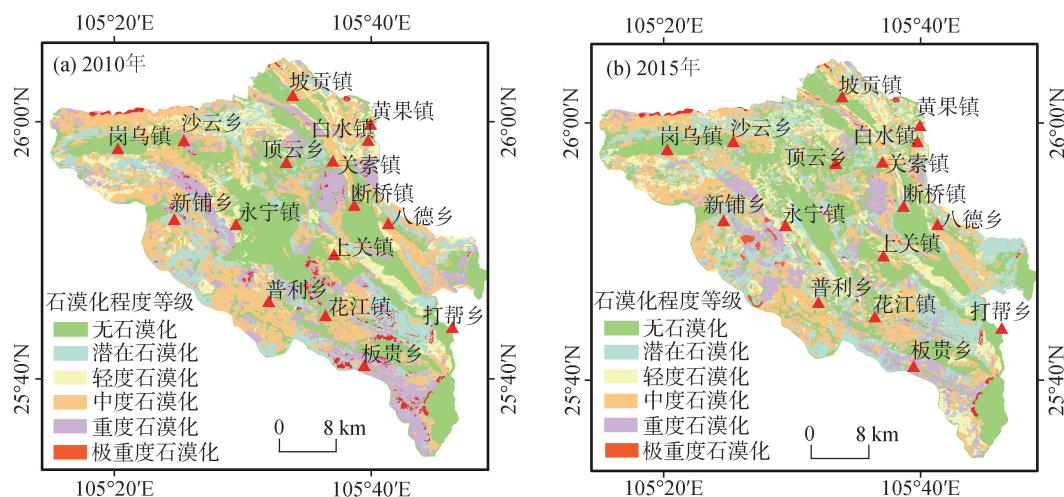 105°20′E
105°40′E
(a) 2010年
26°00′N
25°40′N
坡贡镇
黄果镇
沙云乡
白水镇
岗乌镇
顶云乡
关索镇
断桥镇
新铺乡
永宁镇
八德乡
上关镇
普利乡
花江镇
打帮乡
板贵乡
石漠化程度等级
无石漠化
潜在石漠化
轻度石漠化
中度石漠化
重度石漠化
极重度石漠化
0 8 km
105°20′E
105°40′E
105°20′E
105°40′E
(b) 2015年
26°00′N
26°00′N
25°40′N
25°40′N
坡贡镇
黄果镇
沙云乡
白水镇
岗乌镇
顶云乡
关索镇
断桥镇
新铺乡
永宁镇
八德乡
上关镇
普利乡
花江镇
打帮乡
板贵乡
石漠化程度等级
无石漠化
潜在石漠化
轻度石漠化
中度石漠化
重度石漠化
极重度石漠化
0 8 km
105°20′E
105°40′E